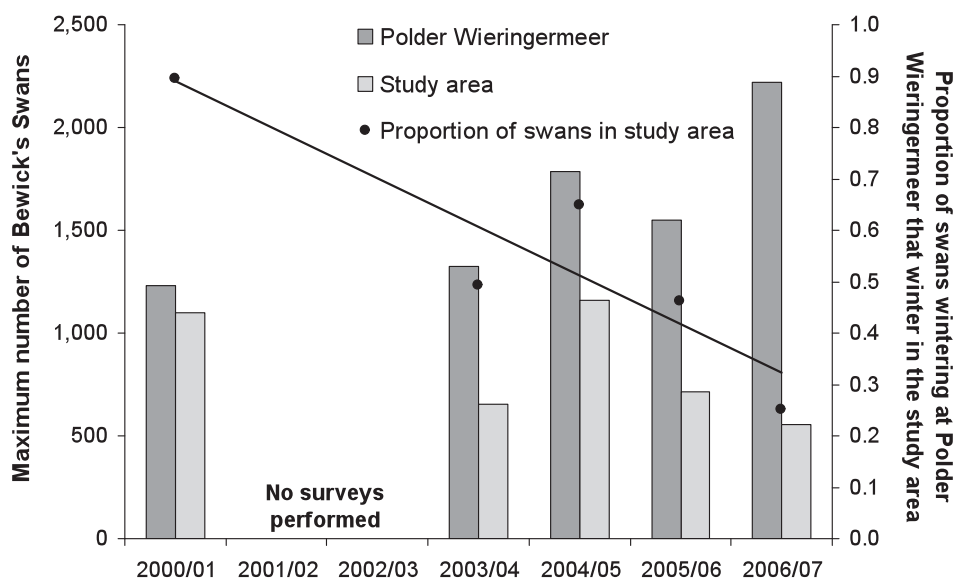 Maximum number of Bewick's Swans
2,500
2,000
1,500
1,000
500
0
Polder Wieringermeer
Study area
Proportion of swans in study area
No surveys
performed
1.0
0.9
0.8
0.7
0.6
0.5
0.4
0.3
0.2
0.1
0.0
Proportion of swans wintering at Polder
Wieringermeer that winter in the study area
2000/01 2001/02 2002/03 2003/04 2004/05 2005/06 2006/07